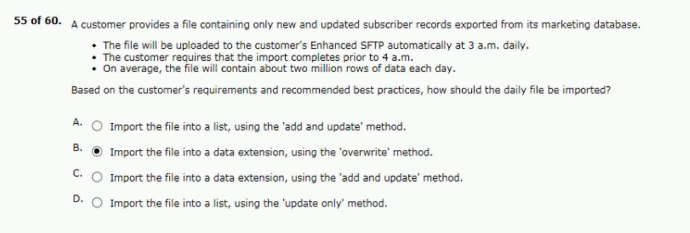 55 of 60. A customer provides a file containing only new and updated subscriber records exported from its marketing database.
• The file will be uploaded to the customer's Enhanced SFTP automatically at 3 a.m. daily.
• The customer requires that the import completes prior to 4 a.m.
• On average, the file will contain about two million rows of data each day.
Based on the customer's requirements and recommended best practices, how should the daily file be imported?
A. Import the file into a list, using the 'add and update' method.
B. Import the file into a data extension, using the 'overwrite' method.
C. Import the file into a data extension, using the 'add and update' method.
D. Import the file into a list, using the 'update only' method.